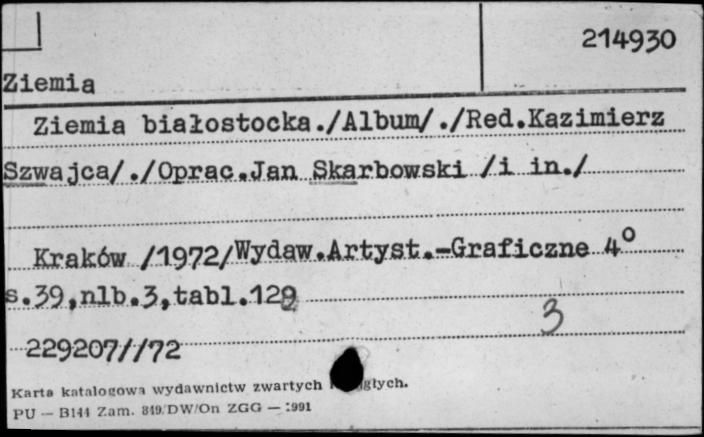 214930
Ziemia
Ziemia białostocka./Album/./Red.Kazimierz
Szwajca/./Oprac.Jan Skarbowski /i in./
Kraków /1972/Wydaw.Artyst.-Graficzne 4°
s.39,nlb.3,tabl.129
3
229207//72
Karta katalogowa wydawnictw zwartych
PU — B144 Zam. 849/DW/On ZGG — 1991